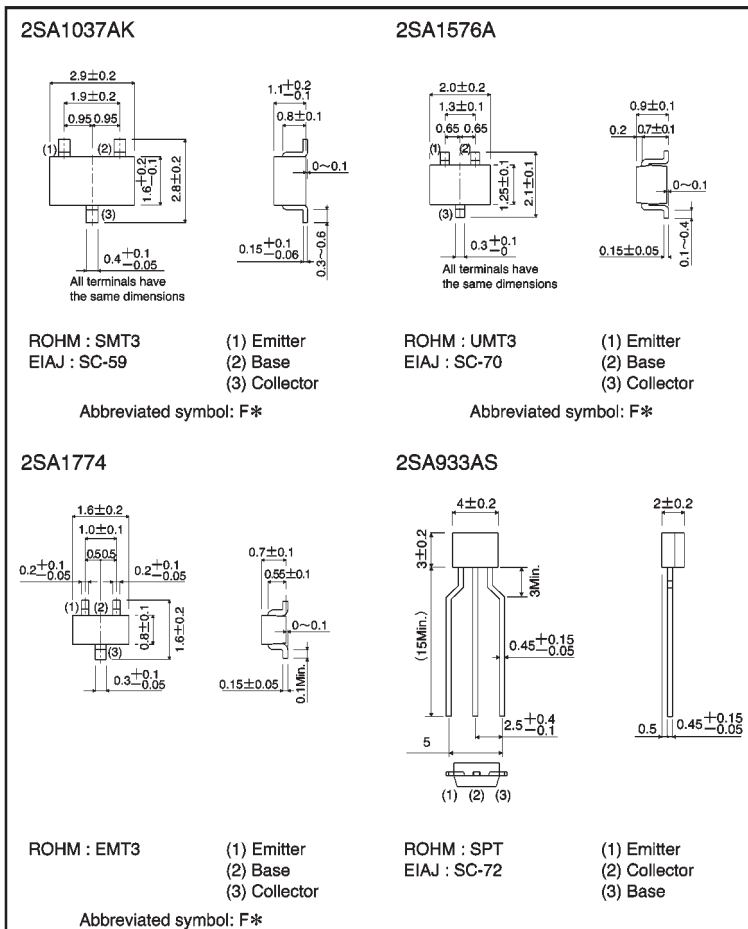 2SA1037AK
2.9±0.2
1.9±0.2
0.95 0.95
(1) (2)
(3)
1.6+0.2−0.1
2.8±0.2
0.4+0.1−0.05
All terminals have
the same dimensions
1.1+0.2−0.1
0.8±0.1
0~0.1
0.15+0.1−0.06
0.3~0.6
ROHM : SMT3
EIAJ : SC-59
(1) Emitter
(2) Base
(3) Collector
Abbreviated symbol: F*
2SA1576A
2.0±0.2
1.3±0.1
0.65 0.65
(1) (2)
(3)
1.25±0.1
2.1±0.1
0.3+0.1−0
All terminals have
the same dimensions
0.9±0.1
0.2 0.7±0.1
0~0.1
0.15±0.05
0.1~0.4
ROHM : UMT3
EIAJ : SC-70
(1) Emitter
(2) Base
(3) Collector
Abbreviated symbol: F*
2SA1774
1.6±0.2
1.0±0.1
0.5 0.5
0.2+0.1−0.05 0.2+0.1−0.05
(1) (2)
(3)
0.8±0.1
1.6±0.2
0.3+0.1−0.05
0.7±0.1
0.55±0.1
0~0.1
0.15±0.05
0.1Min.
ROHM : EMT3
(1) Emitter
(2) Base
(3) Collector
Abbreviated symbol: F*
2SA933AS
4±0.2
3±0.2
3Min.
(15Min.)
0.45+0.15−0.05
2.5+0.4−0.1
5
(1) (2) (3)
2±0.2
0.5 0.45+0.15−0.05
ROHM : SPT
EIAJ : SC-72
(1) Emitter
(2) Collector
(3) Base